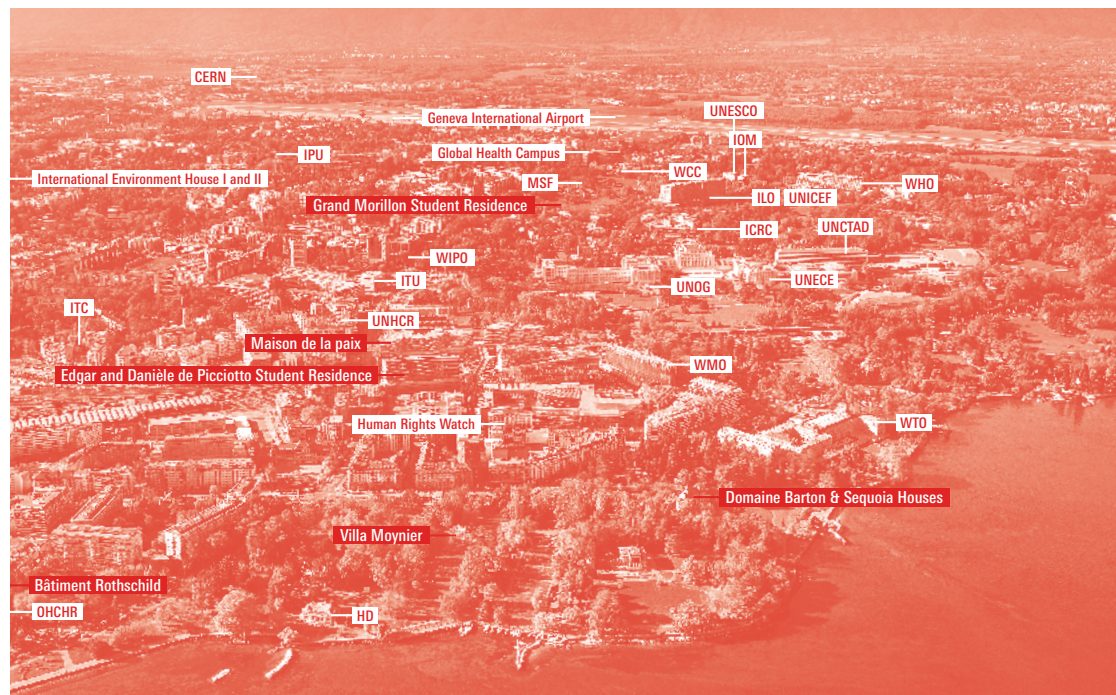 CERN
Geneva International Airport
UNESCO
IOM
IPU
Global Health Campus
WCC
International Environment House I and II
MSF
WHO
Grand Morillon Student Residence
ILO UNICEF
ICRC
UNCTAD
WIPO
ITU
UNOG
UNECE
ITC
UNHCR
Maison de la paix
WMO
Edgar and Danièle de Picciotto Student Residence
Human Rights Watch
WTO
Domaine Barton & Sequoia Houses
Villa Moynier
Bâtiment Rothschild
OHCHR
HD